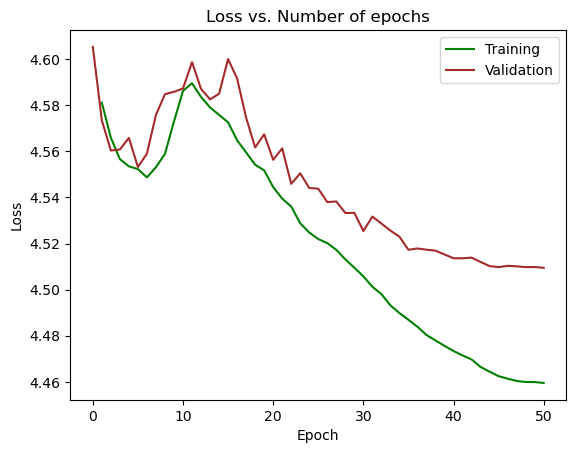 Loss vs. Number of epochs
Training
Validation
Loss
4.60
4.58
4.56
4.54
4.52
4.50
4.48
4.46
0 10 20 30 40 50
Epoch